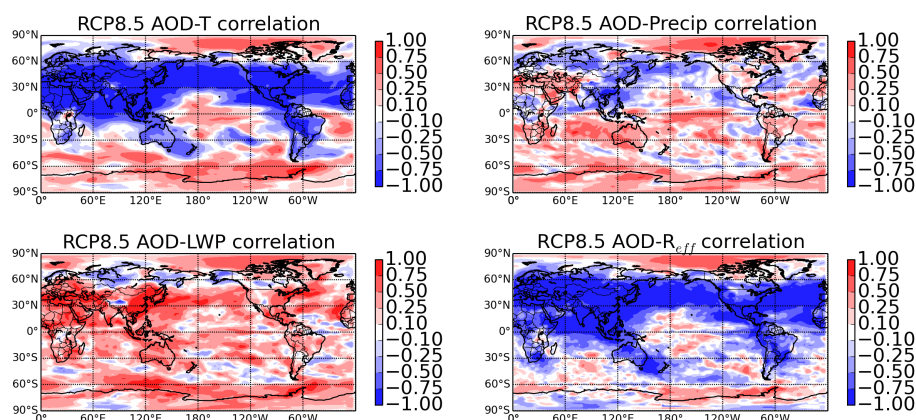 RCP8.5 AOD-T correlation
90°N
60°N
30°N
0°
30°S
60°S
90°S
0° 60°E 120°E 180° 120°W 60°W
1.00
0.75
0.50
0.25
0.10
−0.10
−0.25
−0.50
−0.75
−1.00
RCP8.5 AOD-Precip correlation
90°N
60°N
30°N
0°
30°S
60°S
90°S
0° 60°E 120°E 180° 120°W 60°W
1.00
0.75
0.50
0.25
0.10
−0.10
−0.25
−0.50
−0.75
−1.00
RCP8.5 AOD-LWP correlation
90°N
60°N
30°N
0°
30°S
60°S
90°S
0° 60°E 120°E 180° 120°W 60°W
1.00
0.75
0.50
0.25
0.10
−0.10
−0.25
−0.50
−0.75
−1.00
RCP8.5 AOD-R_eff correlation
90°N
60°N
30°N
0°
30°S
60°S
90°S
0° 60°E 120°E 180° 120°W 60°W
1.00
0.75
0.50
0.25
0.10
−0.10
−0.25
−0.50
−0.75
−1.00